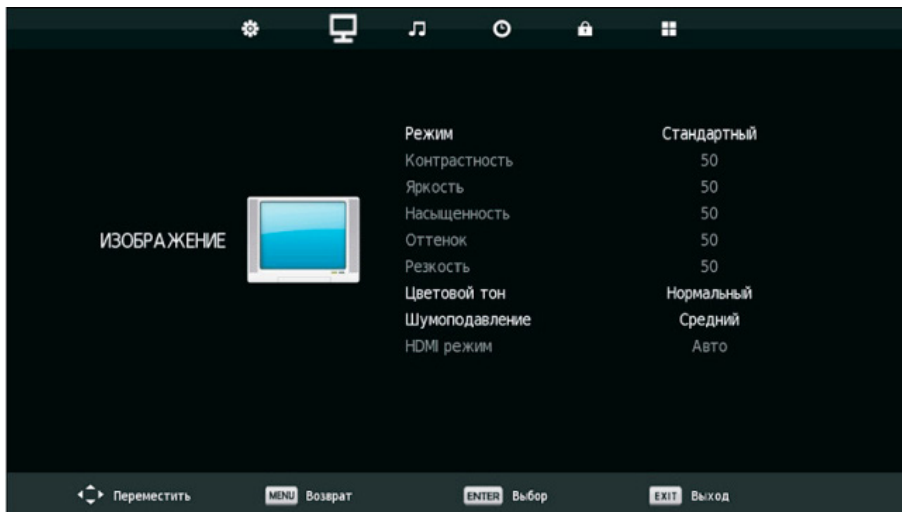 Режим Стандартный
Контрастность 50
Яркость 50
Насыщенность 50
ИЗОБРАЖЕНИЕ
Оттенок 50
Резкость 50
Цветовой тон Нормальный
Шумоподавление Средний
HDMI режим Авто
Переместить MENU Возврат ENTER Выбор EXIT Выход